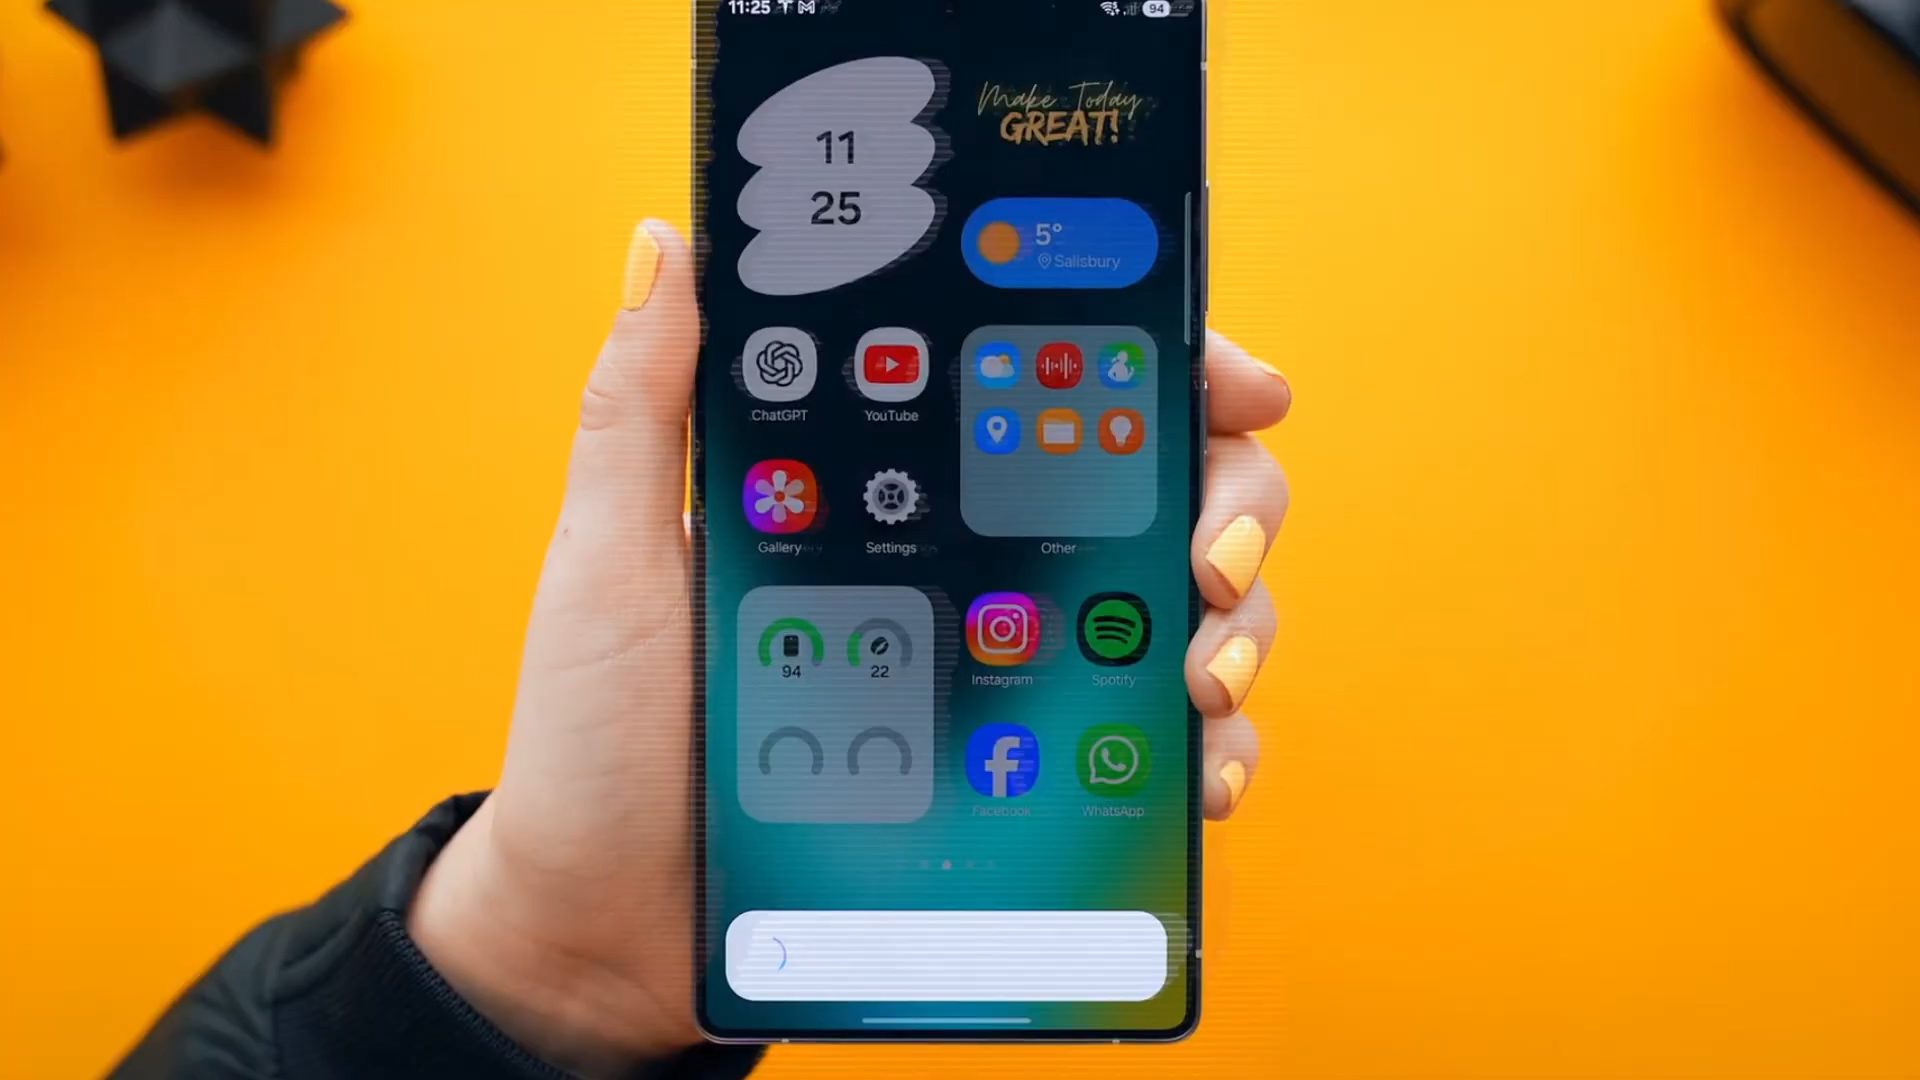 11:25
94
Make Today
GREAT!
11
25
5°
Salisbury
ChatGPT
YouTube
Gallery
Settings
Other
94
22
Instagram
Spotify
Facebook
WhatsApp